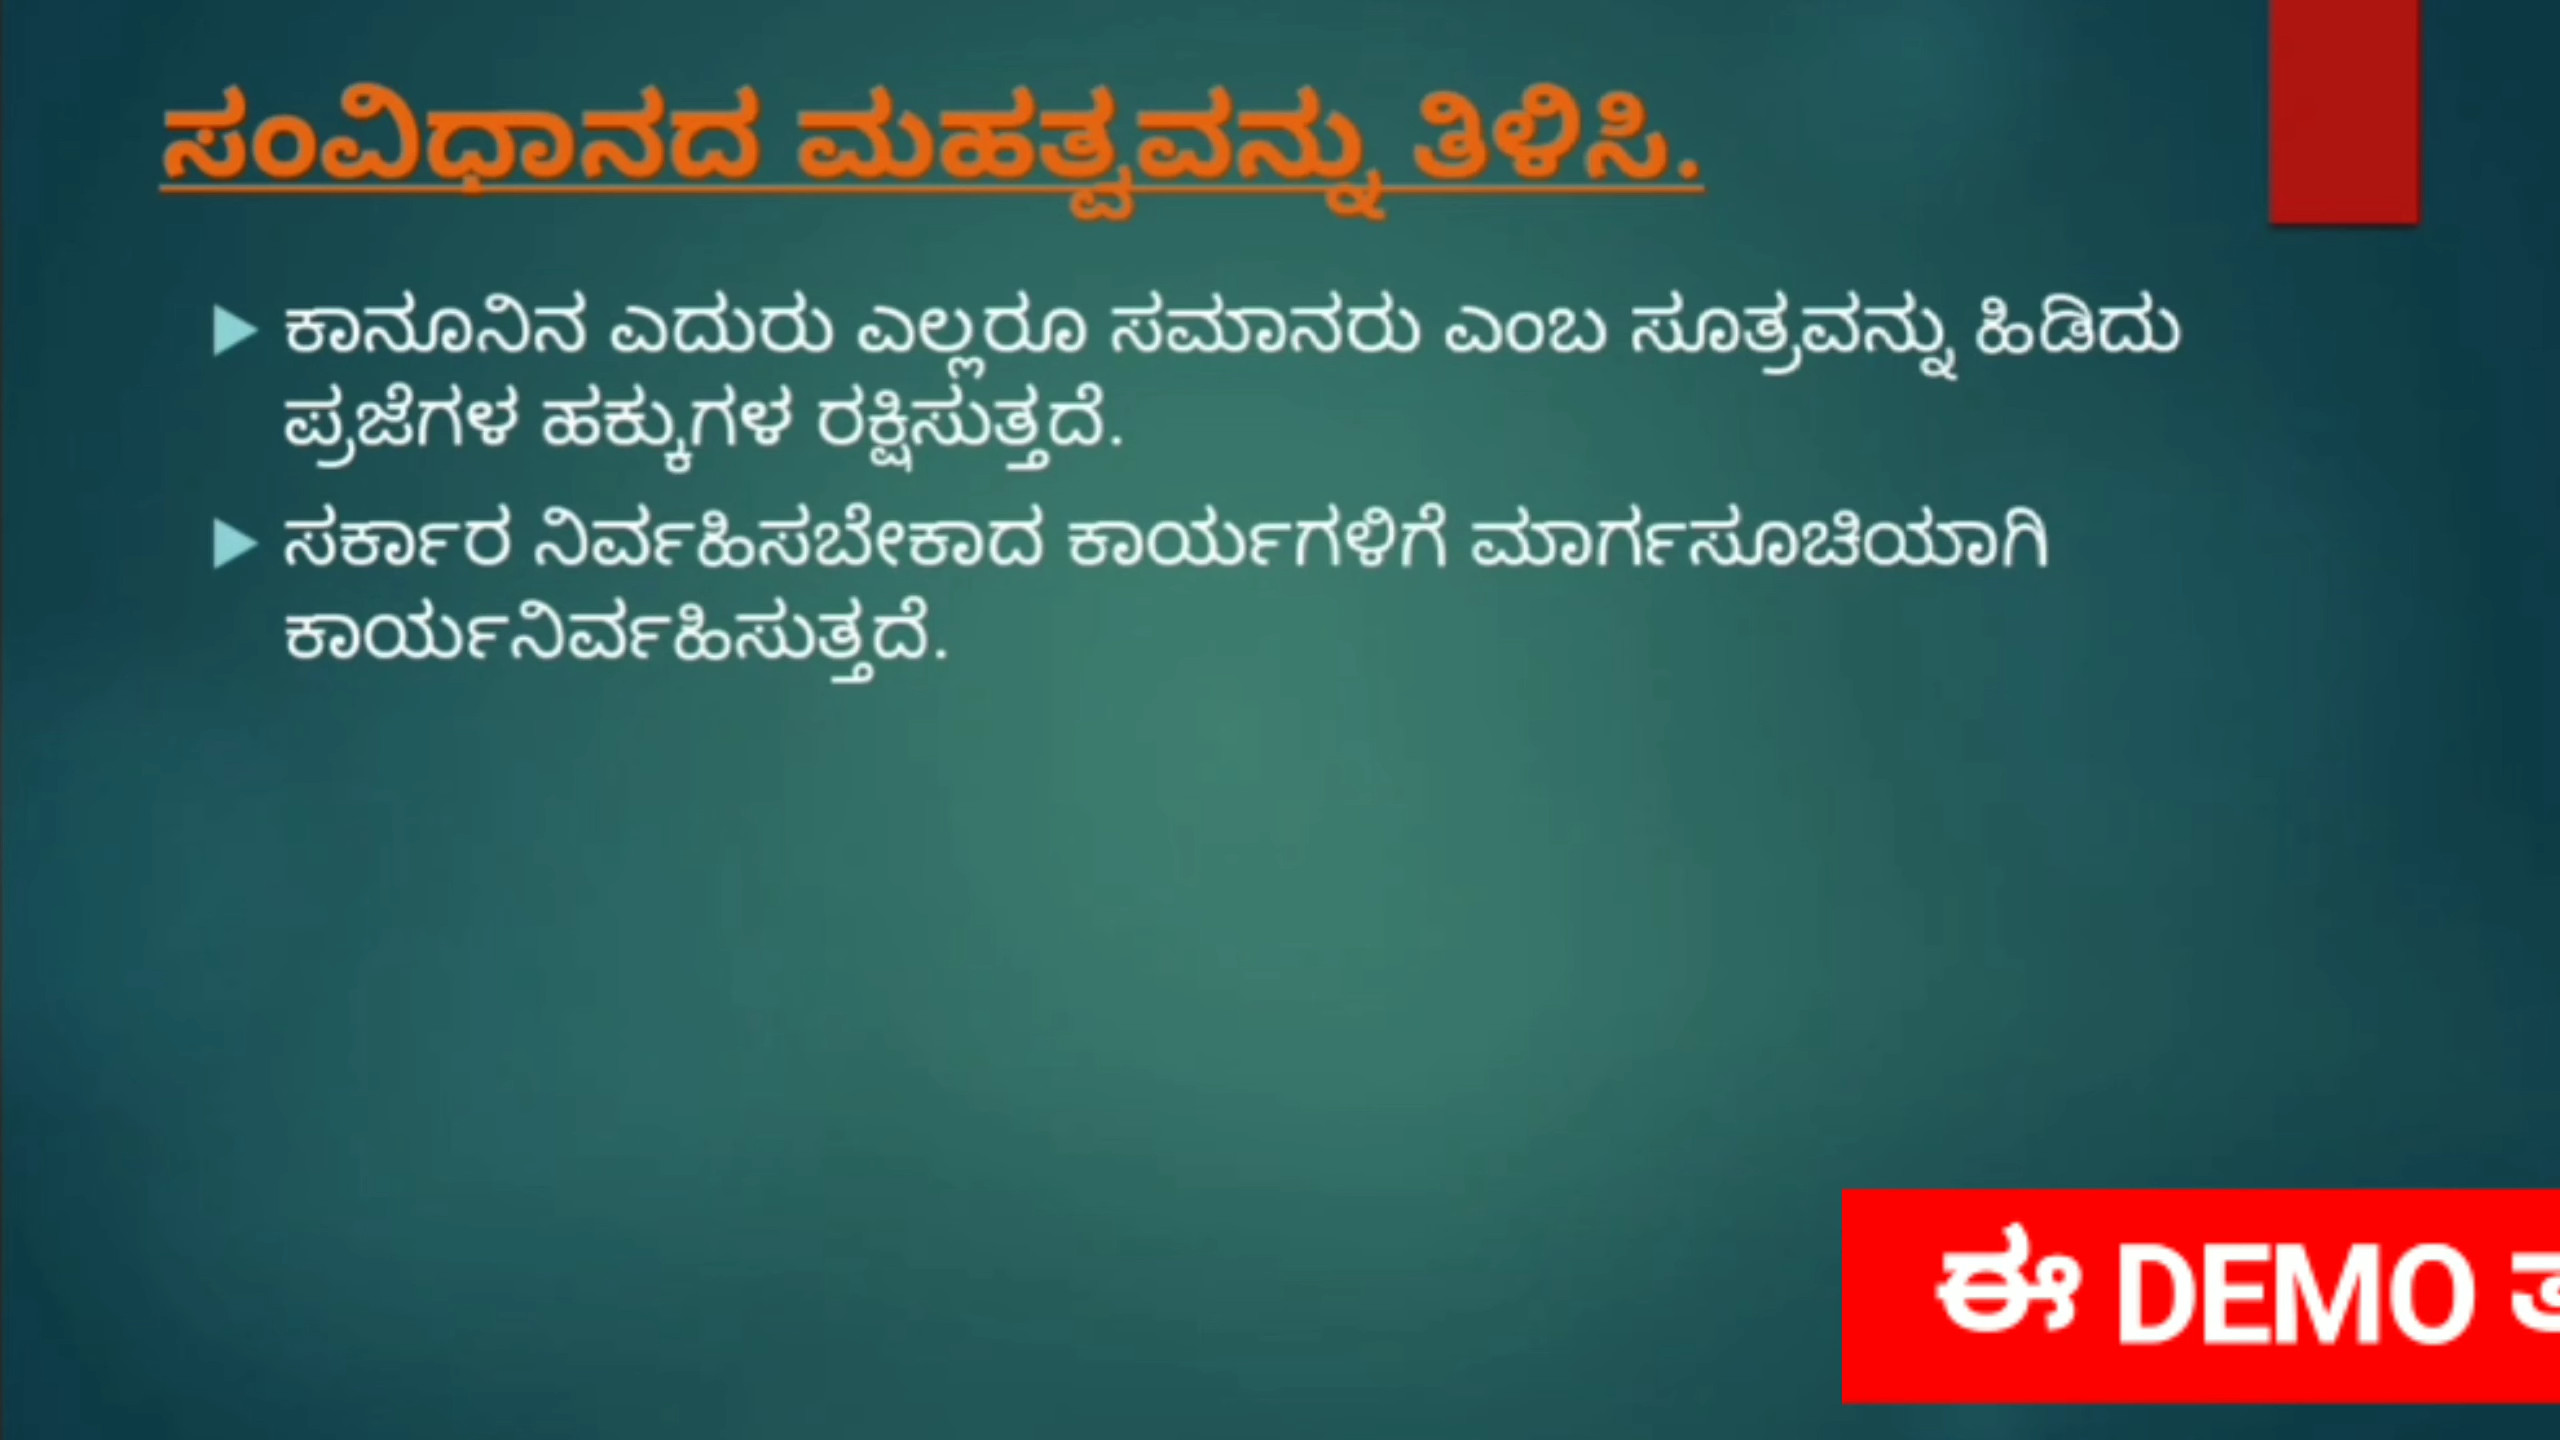 ಸಂವಿಧಾನದ ಮಹತ್ವವನ್ನು ತಿಳಿಸಿ.
ಕಾನೂನಿನ ಎದುರು ಎಲ್ಲರೂ ಸಮಾನರು ಎಂಬ ಸೂತ್ರವನ್ನು ಹಿಡಿದು
ಪ್ರಜೆಗಳ ಹಕ್ಕುಗಳ ರಕ್ಷಿಸುತ್ತದೆ.
ಸರ್ಕಾರ ನಿರ್ವಹಿಸಬೇಕಾದ ಕಾರ್ಯಗಳಿಗೆ ಮಾರ್ಗಸೂಚಿಯಾಗಿ
ಕಾರ್ಯನಿರ್ವಹಿಸುತ್ತದೆ.
ಈ DEMO